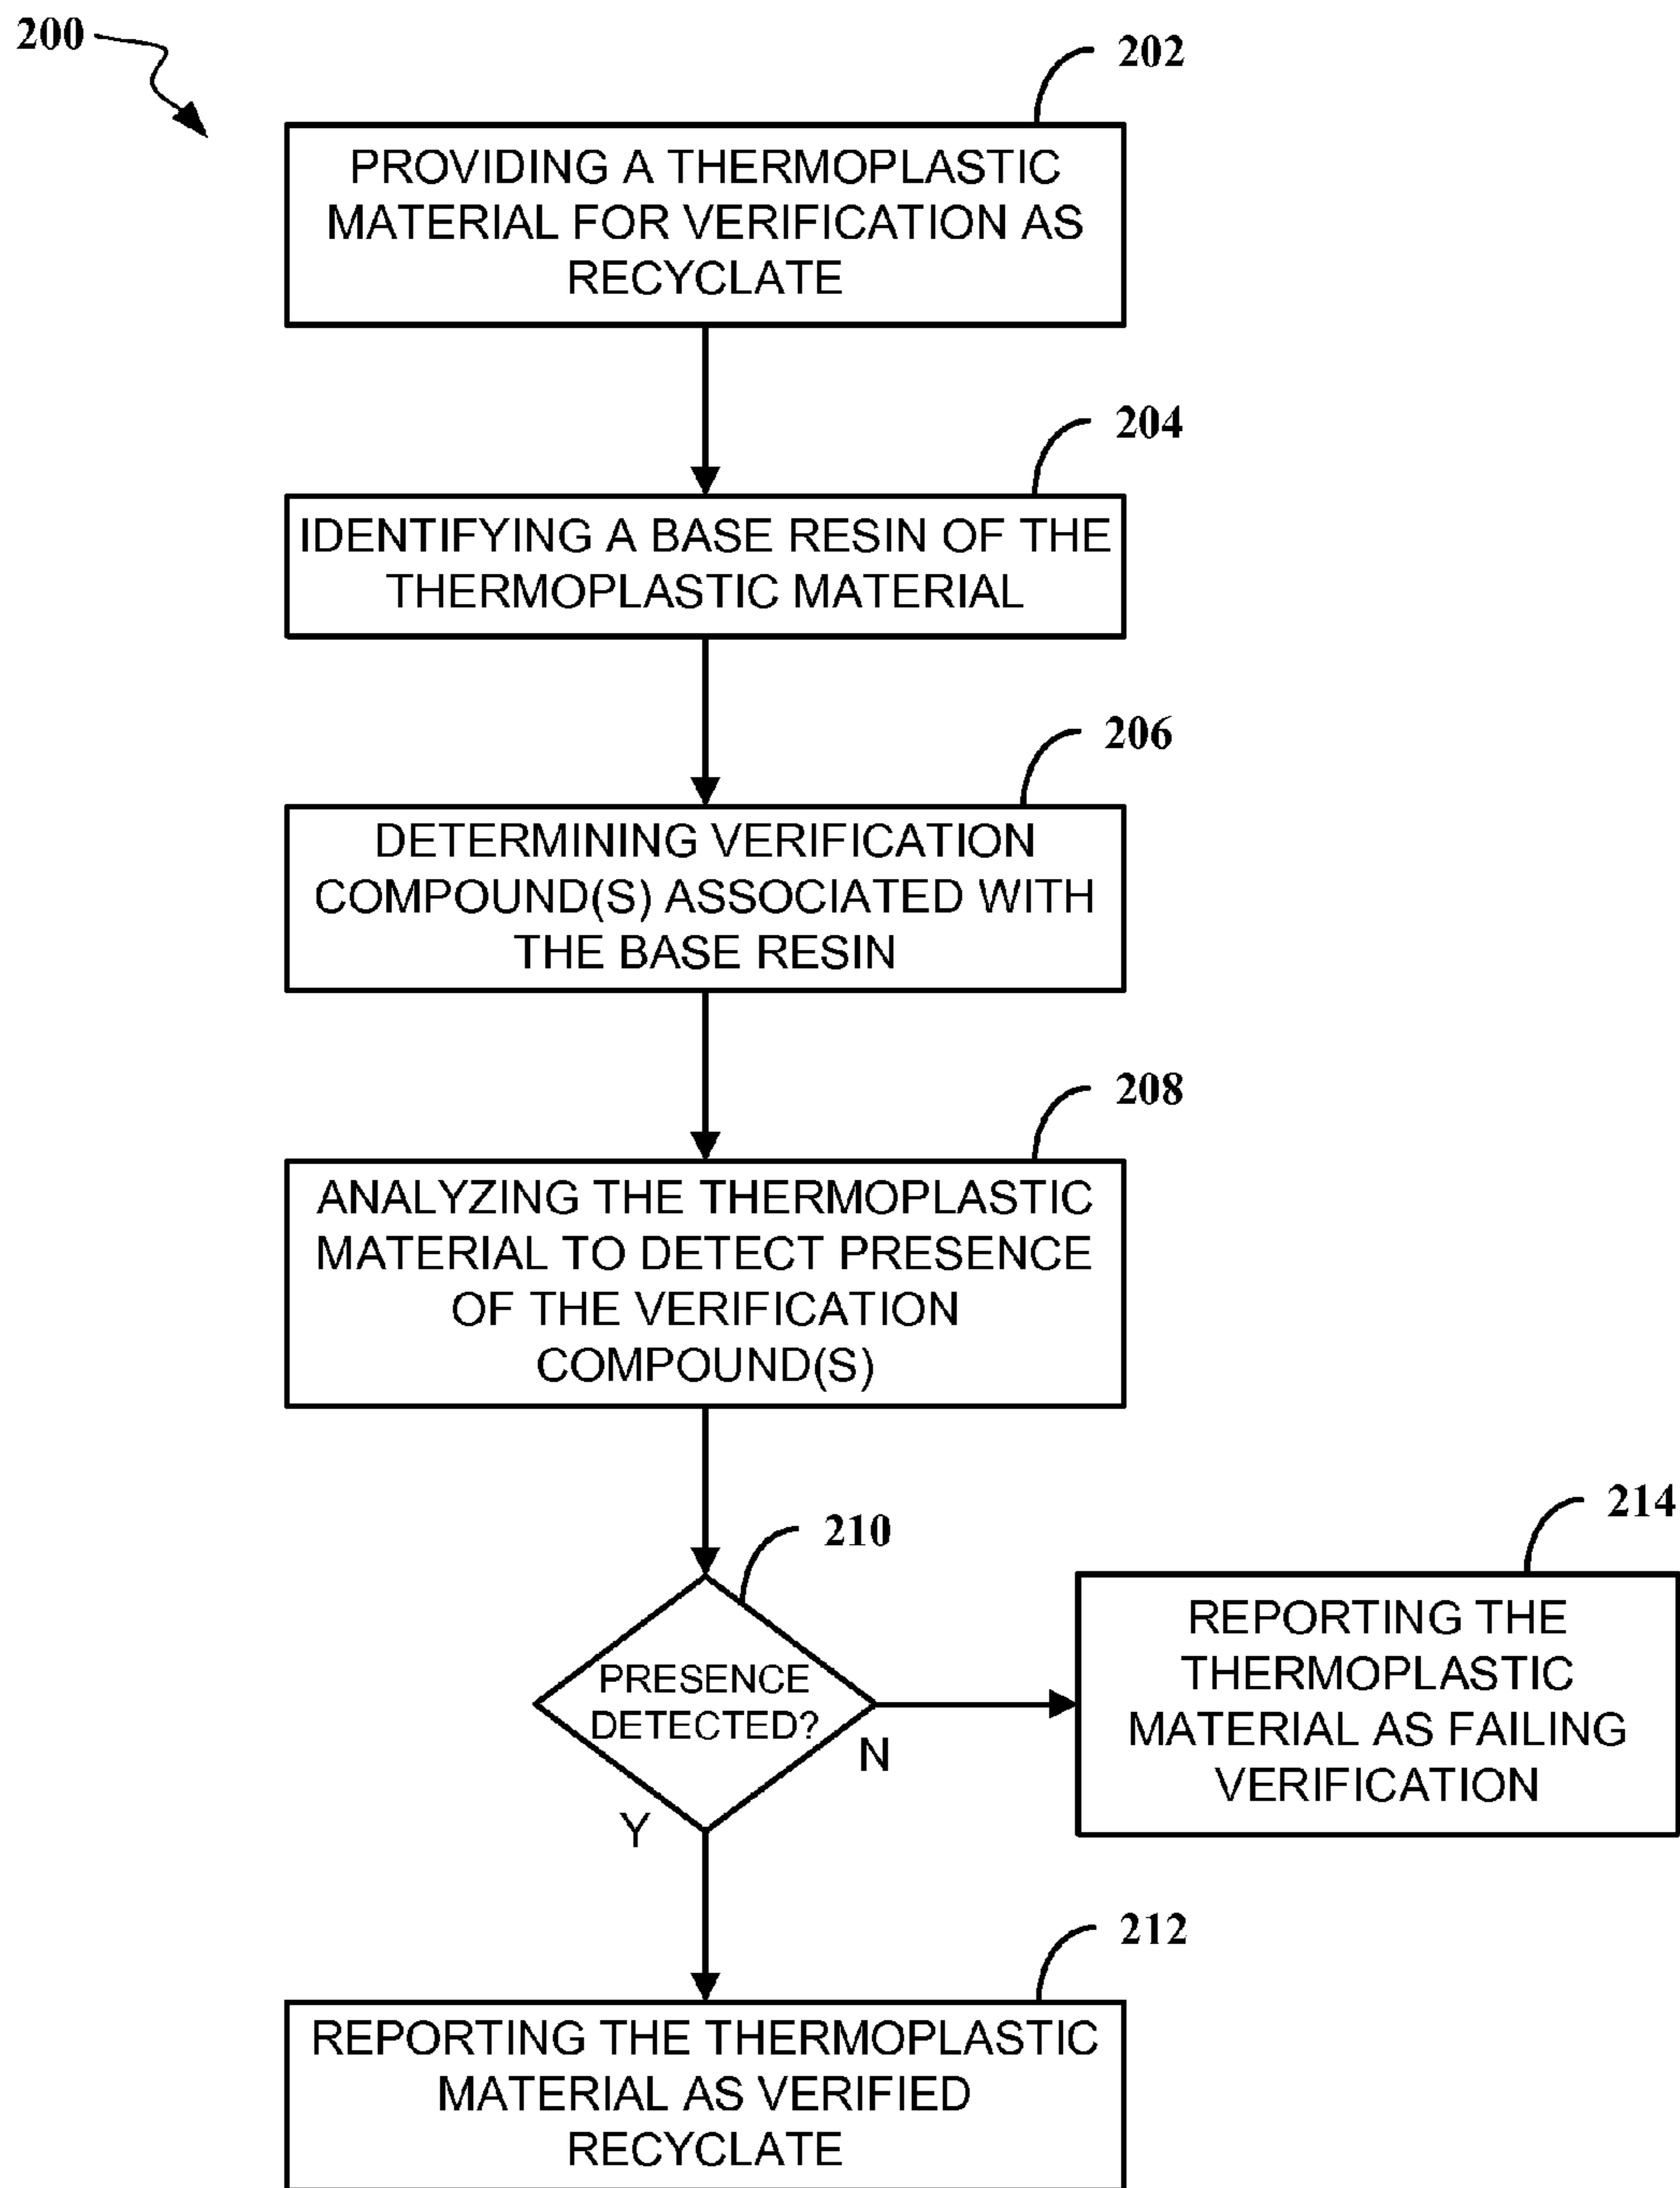 200
202
PROVIDING A THERMOPLASTIC
MATERIAL FOR VERIFICATION AS
RECYCLATE
204
IDENTIFYING A BASE RESIN OF THE
THERMOPLASTIC MATERIAL
206
DETERMINING VERIFICATION
COMPOUND(S) ASSOCIATED WITH
THE BASE RESIN
208
ANALYZING THE THERMOPLASTIC
MATERIAL TO DETECT PRESENCE
OF THE VERIFICATION
COMPOUND(S)
210
PRESENCE
DETECTED?
N
Y
214
REPORTING THE
THERMOPLASTIC
MATERIAL AS FAILING
VERIFICATION
212
REPORTING THE THERMOPLASTIC
MATERIAL AS VERIFIED
RECYCLATE